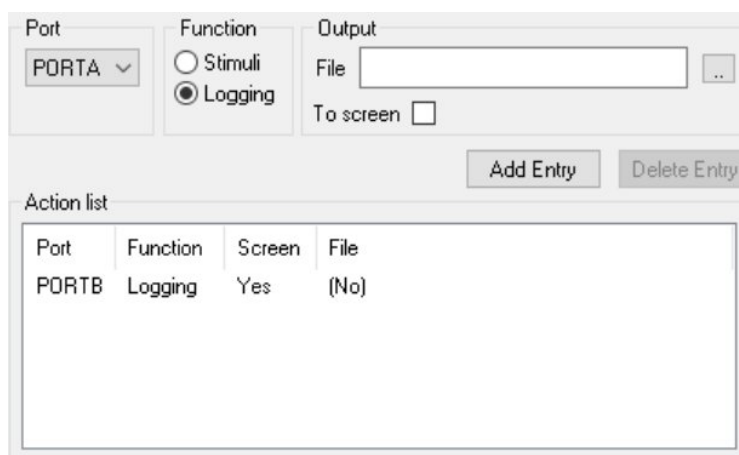 Port Function Output
PORTA Stimuli File ..
Logging
To screen
Add Entry Delete Entry
Action list
Port Function Screen File
PORTB Logging Yes (No)